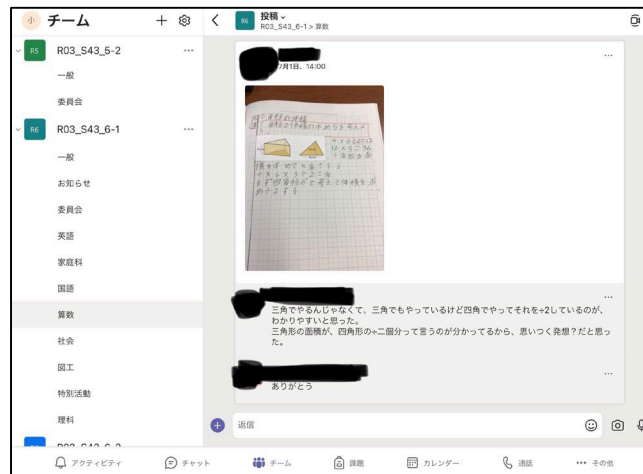 小 チーム
R5 R03_S43_5-2
一般
委員会
R6 R03_S43_6-1
一般
お知らせ
委員会
英語
家庭科
国語
算数
社会
図工
特別活動
理科
R6 投稿
R03_S43_6-1 > 算数
7月1日、14:00
三角でやるんじゃなくて、三角でもやっているけど四角でやってそれを÷2しているのが、
わかりやすいと思った。
三角形の面積が、四角形の÷二個分って言うのが分かってるから、思いつく発想？だと思っ
た。
ありがとう
返信
アクティビティ チャット チーム 課題 カレンダー 通話 その他